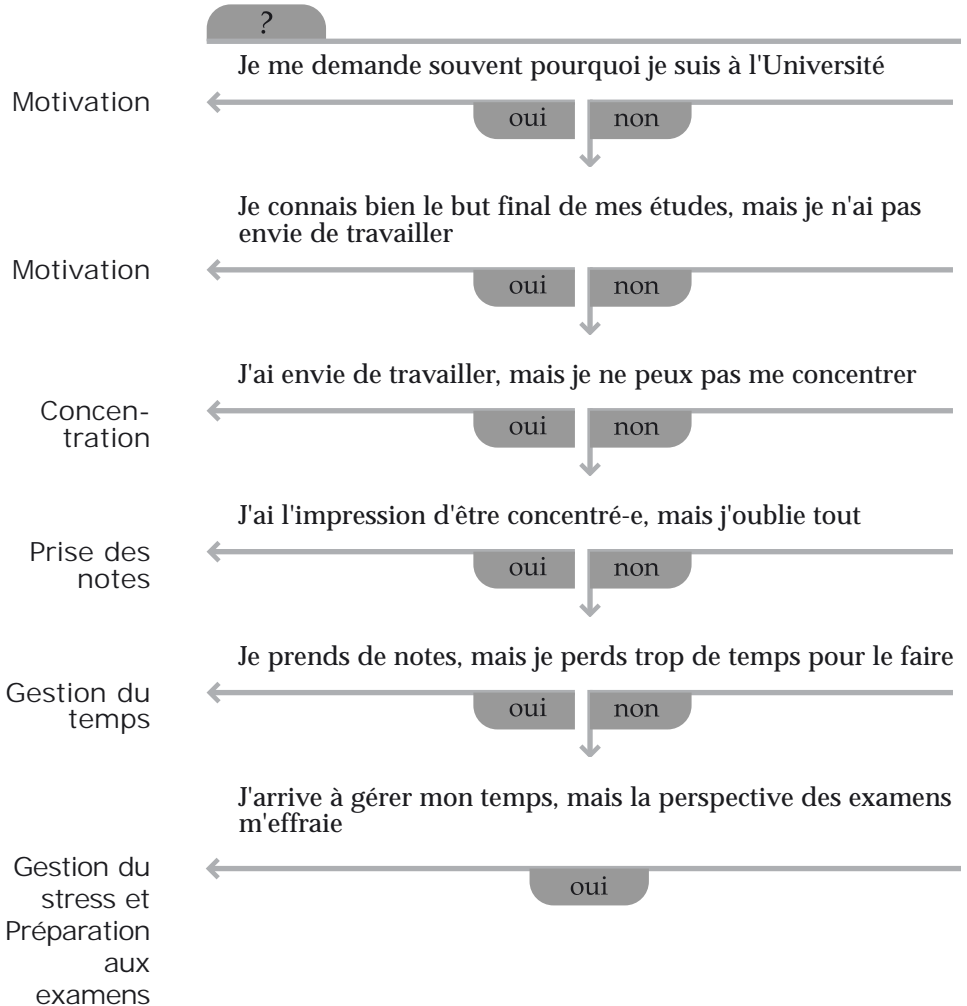 ?
Je me demande souvent pourquoi je suis à l'Université
Motivation
oui non
Je connais bien le but final de mes études, mais je n'ai pas
envie de travailler
Motivation
oui non
J'ai envie de travailler, mais je ne peux pas me concentrer
Concen-
tration
oui non
J'ai l'impression d'être concentré-e, mais j'oublie tout
Prise des
notes
oui non
Je prends de notes, mais je perds trop de temps pour le faire
Gestion du
temps
oui non
J'arrive à gérer mon temps, mais la perspective des examens
m'effraie
Gestion du
stress et
Préparation
aux
examens
oui